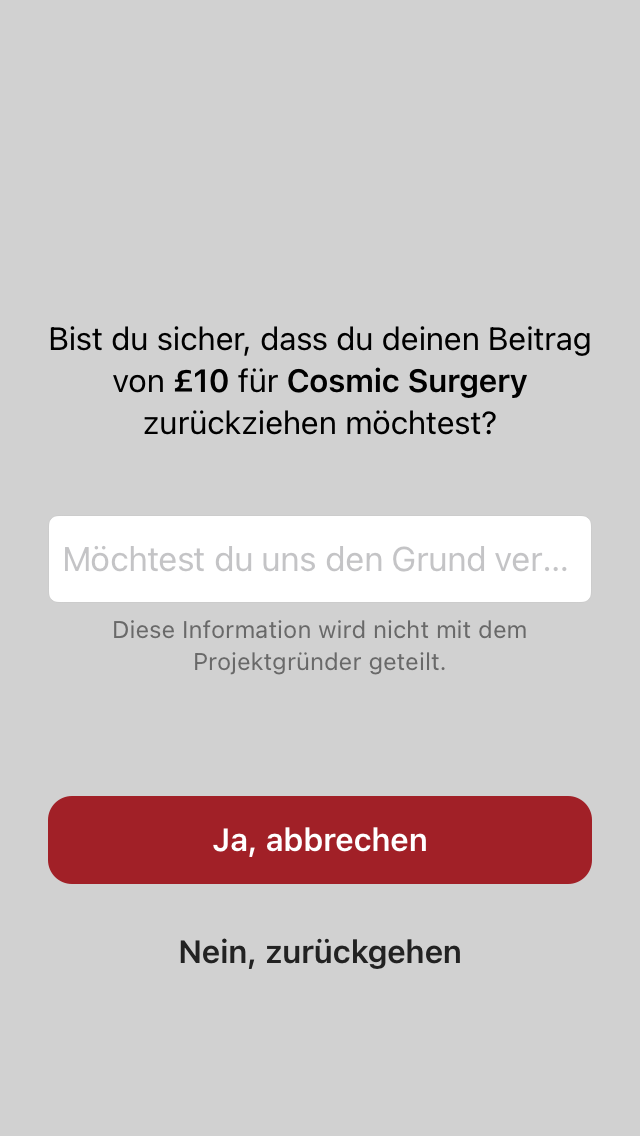 Bist du sicher, dass du deinen Beitrag
von £10 für Cosmic Surgery
zurückziehen möchtest?
Möchtest du uns den Grund ver...
Diese Information wird nicht mit dem
Projektgründer geteilt.
Ja, abbrechen
Nein, zurückgehen